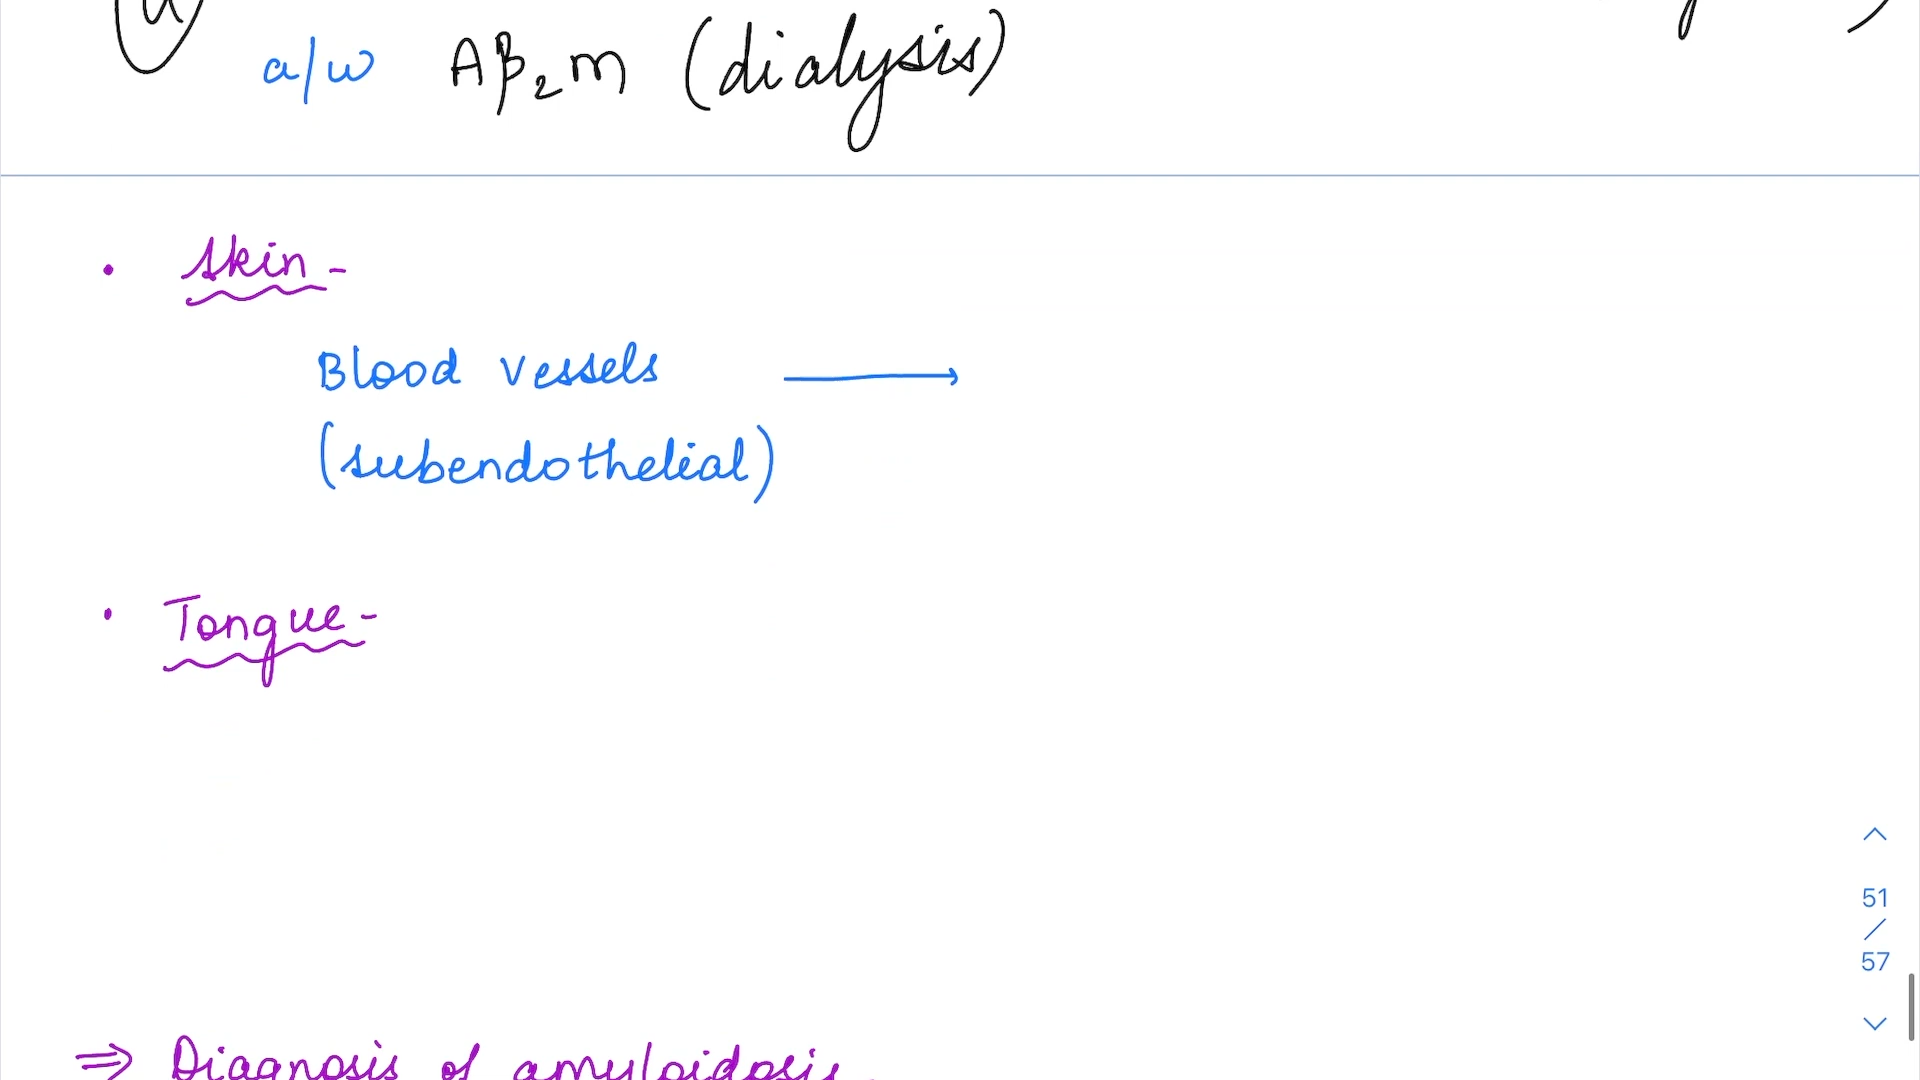 a/w Aβ₂m (dialysis)
• Skin -
Blood vessels →
(subendothelial)
• Tongue -
51
/
57
⇒ Diagnosis of amyloidosis